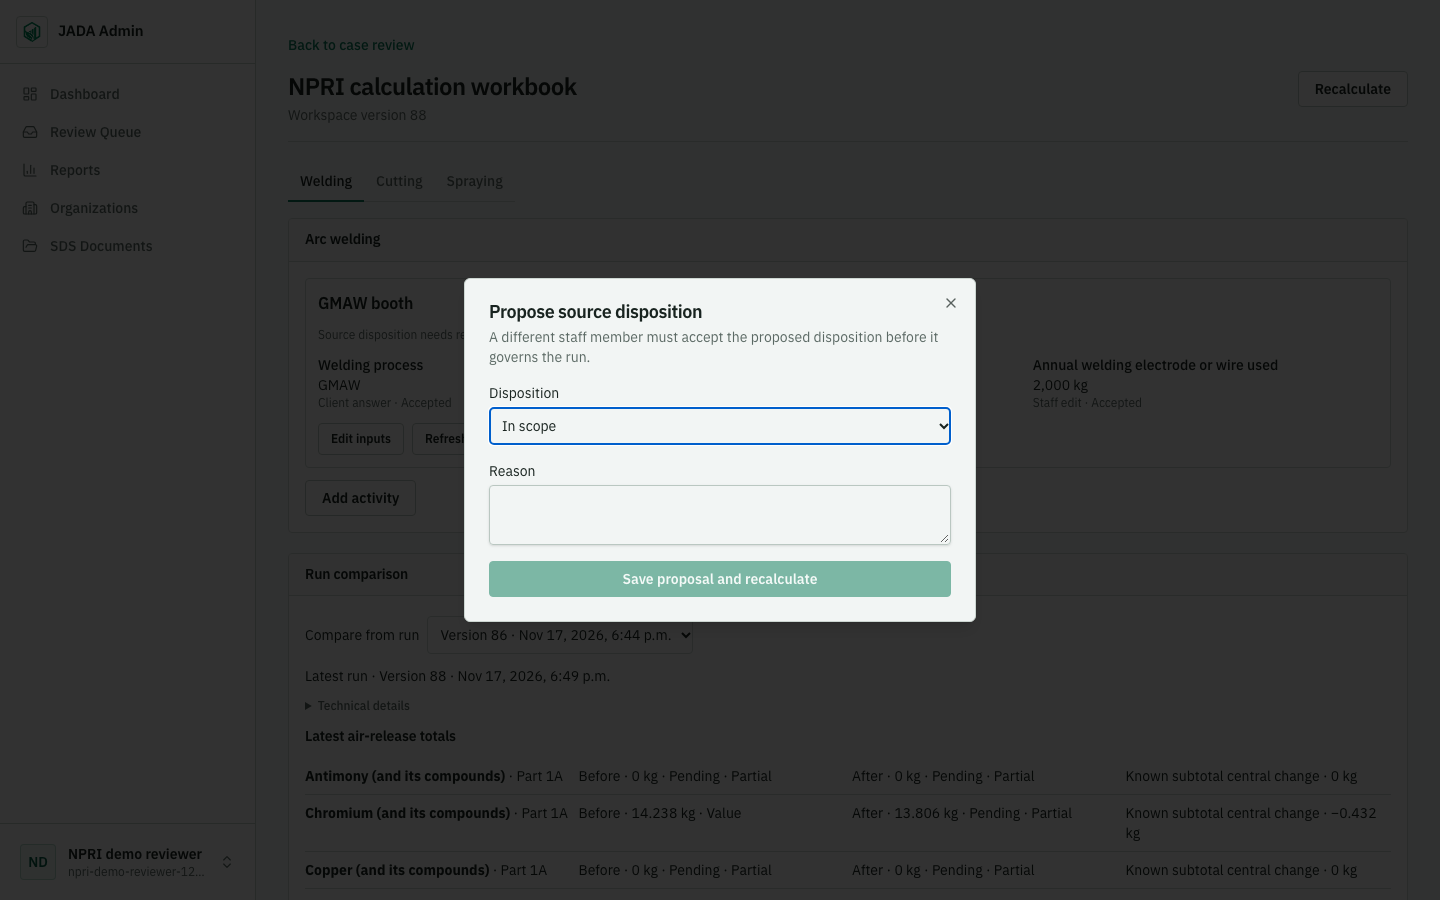 JADA Admin
Dashboard
Review Queue
Reports
Organizations
SDS Documents
ND
NPRI demo reviewer
npri-demo-reviewer-12...
Back to case review
NPRI calculation workbook
Workspace version 88
Recalculate
Welding Cutting Spraying
Arc welding
GMAW booth
Source disposition needs
Welding process
GMAW
Client answer · Accepted
Annual welding electrode or wire used
2,000 kg
Staff edit · Accepted
Edit inputs
Add activity
Propose source disposition
A different staff member must accept the proposed disposition before it
governs the run.
Disposition
In scope
Reason
Save proposal and recalculate
Run comparison
Compare from run Version 86 · Nov 17, 2026, 6:44 p.m.
Latest run · Version 88 · Nov 17, 2026, 6:49 p.m.
Technical details
Latest air-release totals
Antimony (and its compounds) · Part 1A Before · 0 kg · Pending · Partial After · 0 kg · Pending · Partial Known subtotal central change · 0 kg
Chromium (and its compounds) · Part 1A Before · 14.238 kg · Value After · 13.806 kg · Pending · Partial Known subtotal central change · −0.432
kg
Copper (and its compounds) · Part 1A Before · 0 kg · Pending · Partial After · 0 kg · Pending · Partial Known subtotal central change · 0 kg